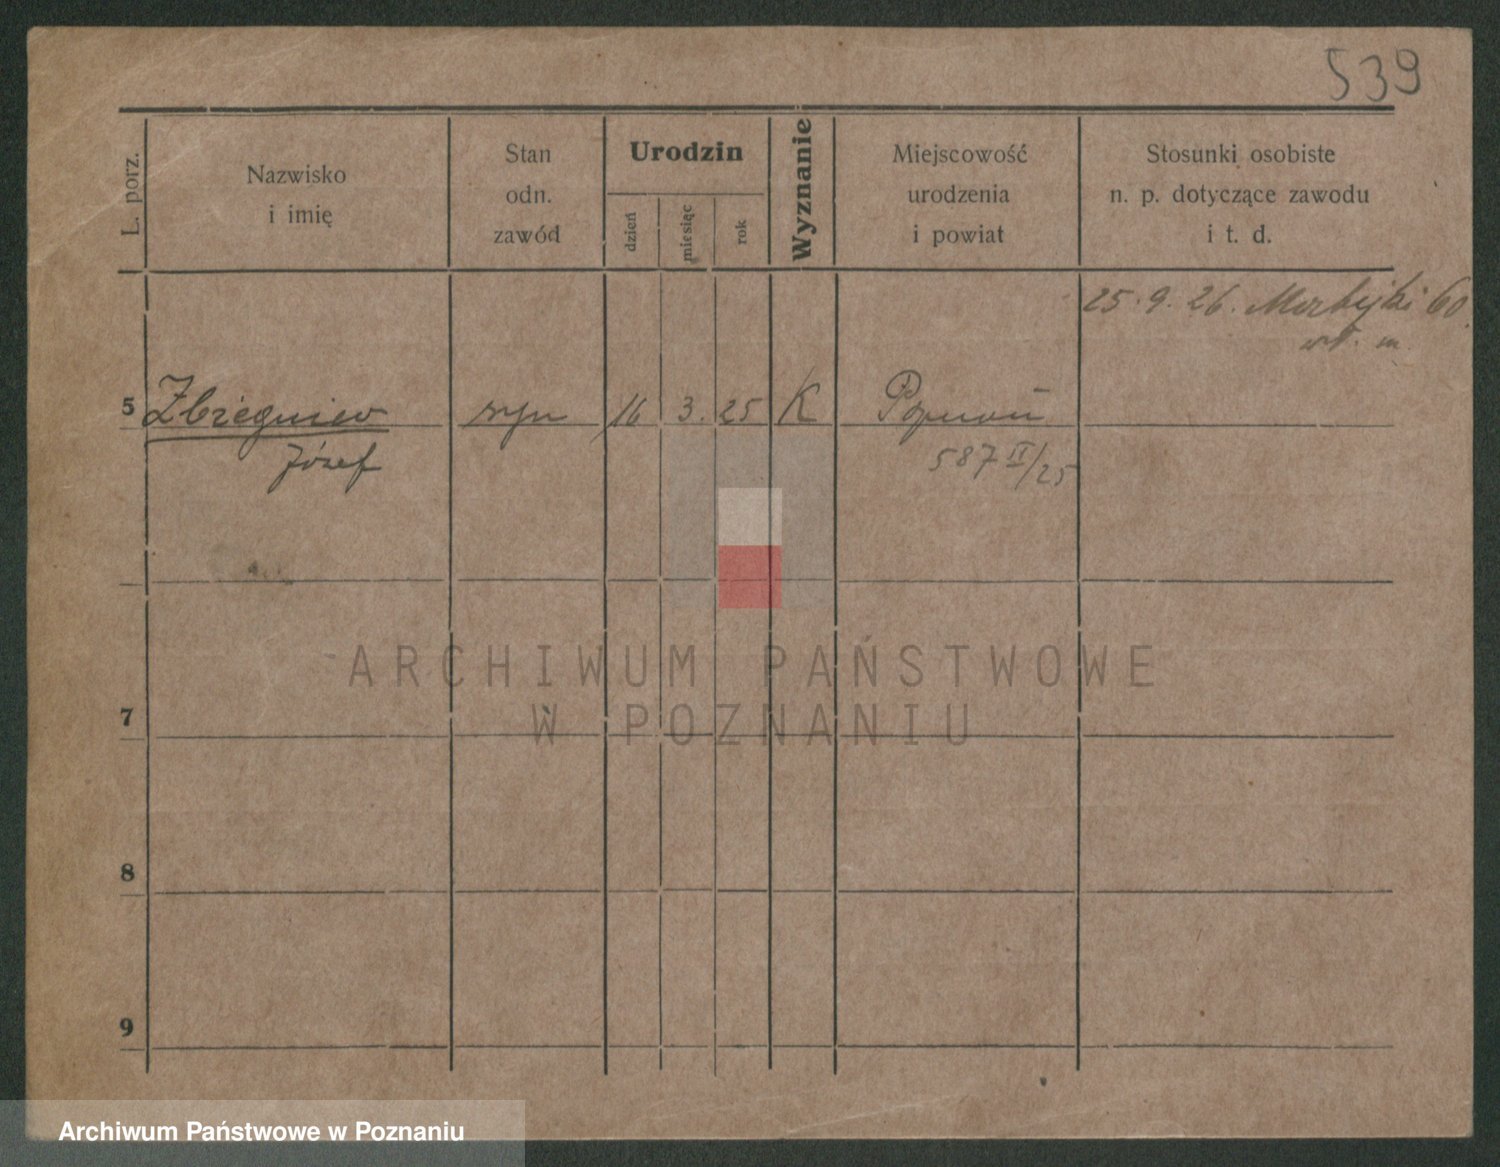 539
L. porz.
Nazwisko
i imię
Stan
odn.
zawód
Urodzin
dzień
miesiąc
rok
Wyznanie
Miejscowość
urodzenia
i powiat
Stosunki osobiste
n. p. dotyczące zawodu
i t. d.
25. 9. 26. 60
5 Zbigniew syn 16 3. 25 K Poznań
Józef
587 II/25
7
8
9
ARCHIWUM PAŃSTWOWE
W POZNANIU
Archiwum Państwowe w Poznaniu